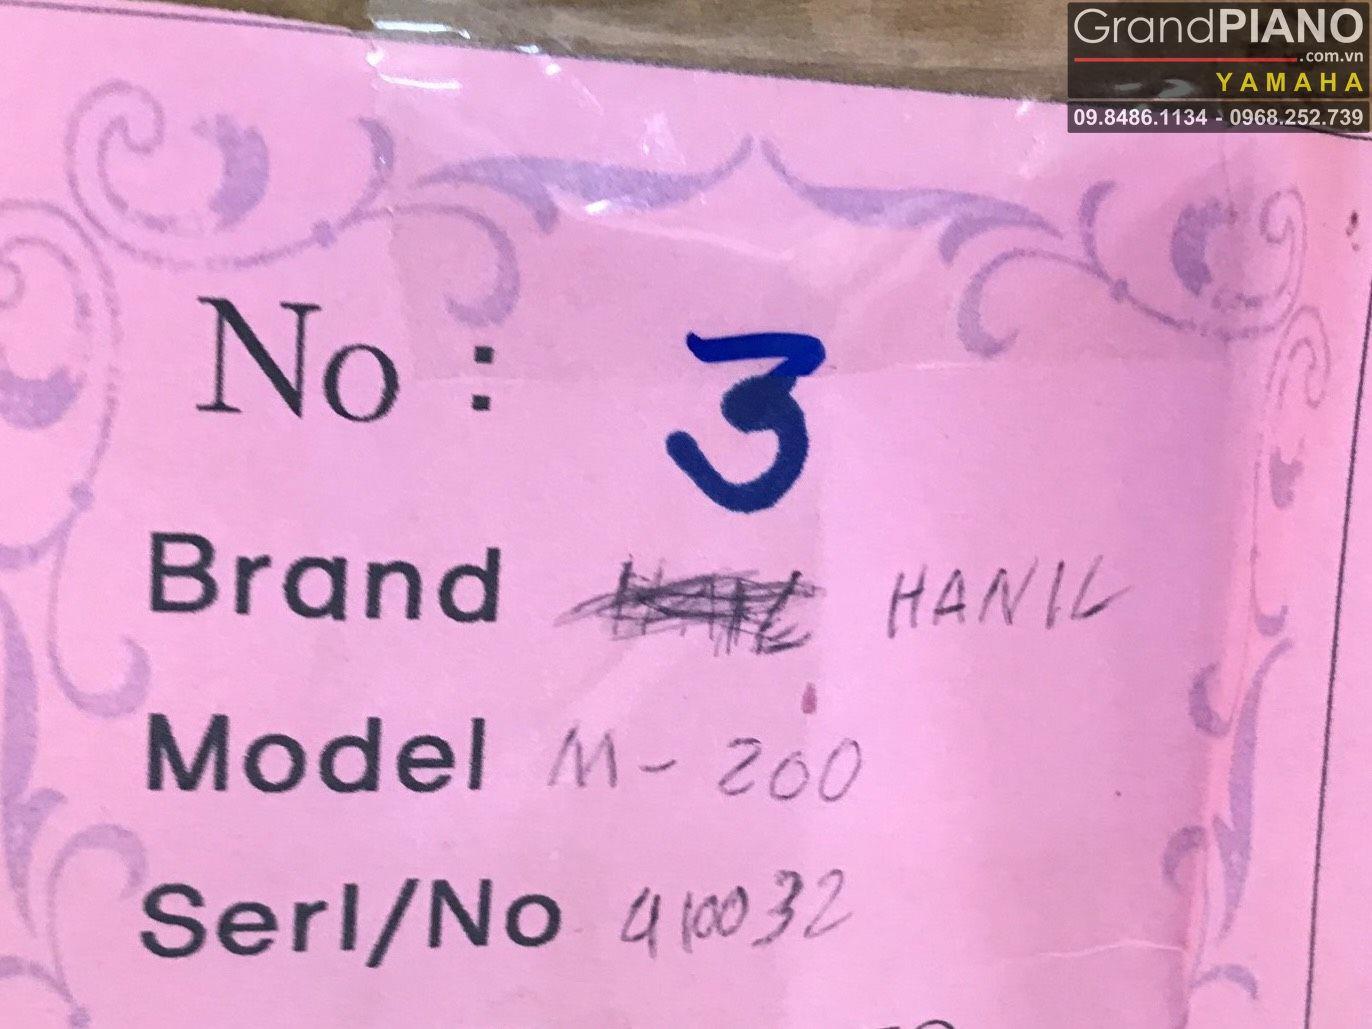 GrandPIANO
.com.vn
YAMAHA
09.8486.1134 - 0968.252.739
No : 3
Brand HANIL
Model M-200
Serl/No 410032